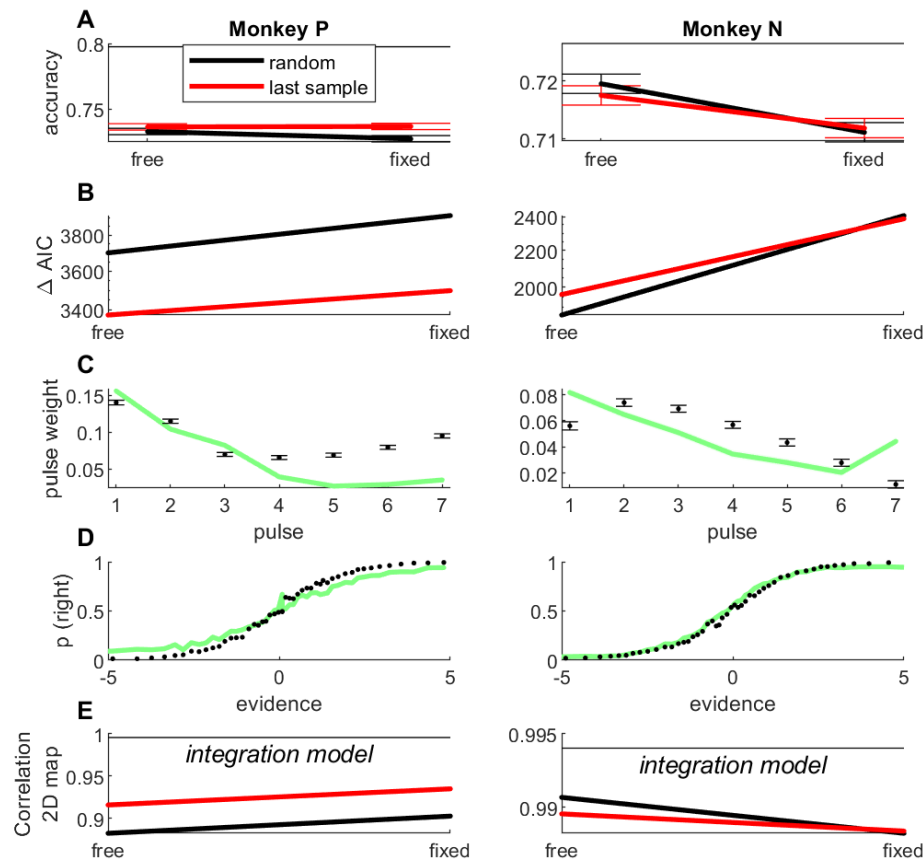 A
Monkey P
Monkey N
random
last sample
accuracy
0.8
0.75
free
fixed
0.72
0.71
free
fixed
B
Δ AIC
3800
3600
3400
free
fixed
2400
2200
2000
free
fixed
C
pulse weight
0.15
0.1
0.05
1 2 3 4 5 6 7
pulse
0.08
0.06
0.04
0.02
1 2 3 4 5 6 7
pulse
D
p (right)
1
0.5
0
-5 0 5
evidence
1
0.5
0
-5 0 5
evidence
E
Correlation
2D map
1
0.95
0.9
integration model
free
fixed
0.995
0.99
integration model
free
fixed